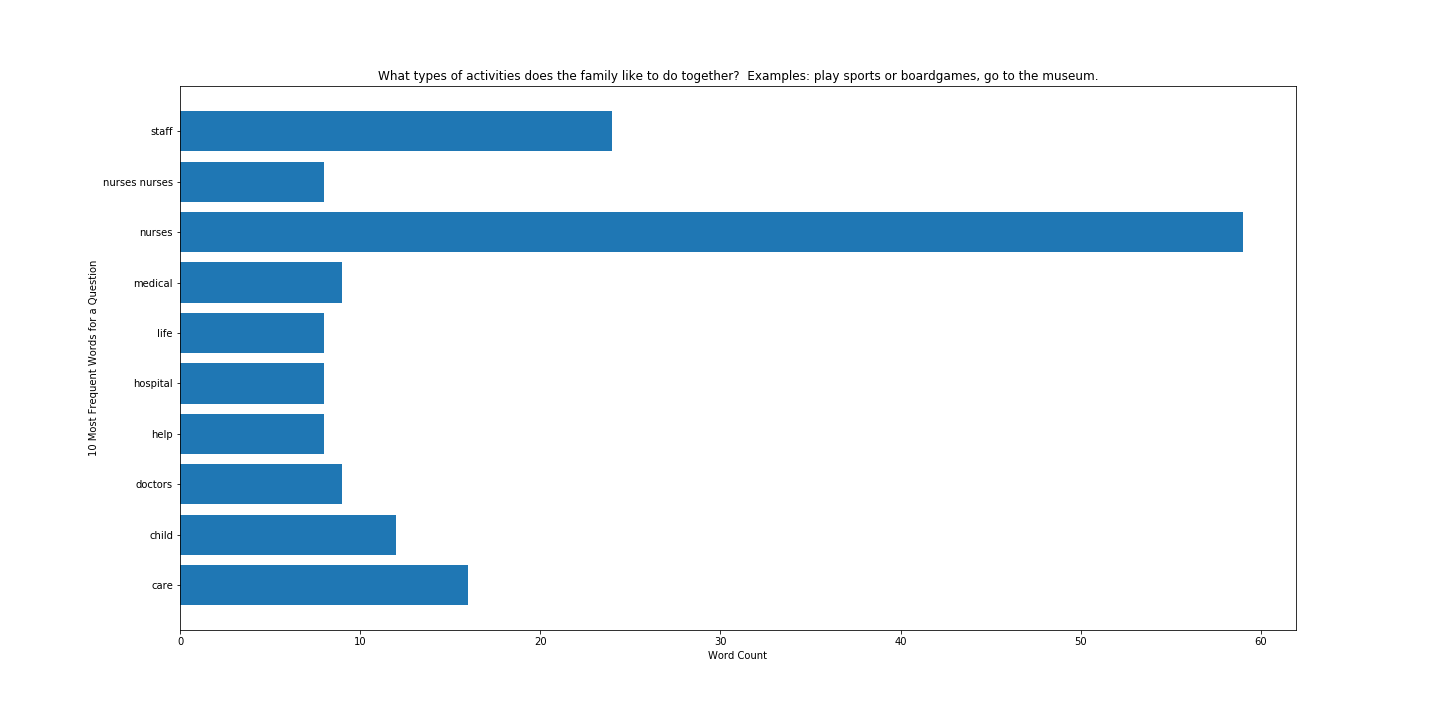 What types of activities does the family like to do together?  Examples: play sports or boardgames, go to the museum.
staff
nurses nurses
nurses
medical
life
hospital
help
doctors
child
care
10 Most Frequent Words for a Question
0 10 20 30 40 50 60
Word Count